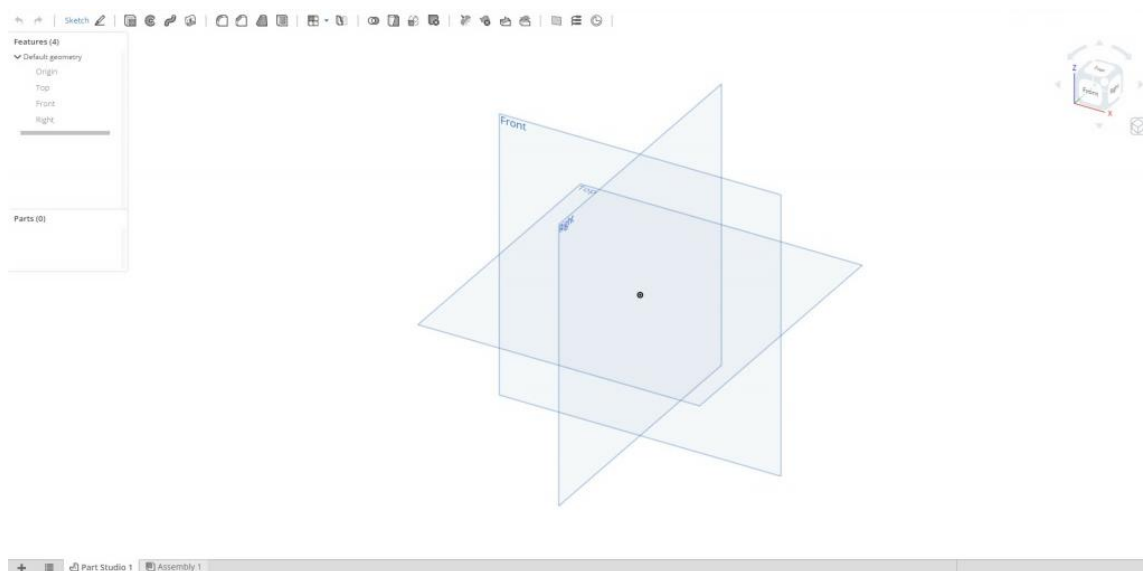 Sketch
Features (4)
Default geometry
Origin
Top
Front
Right
Parts (0)
Front
Top
Z
Front
X
Part Studio 1
Assembly 1